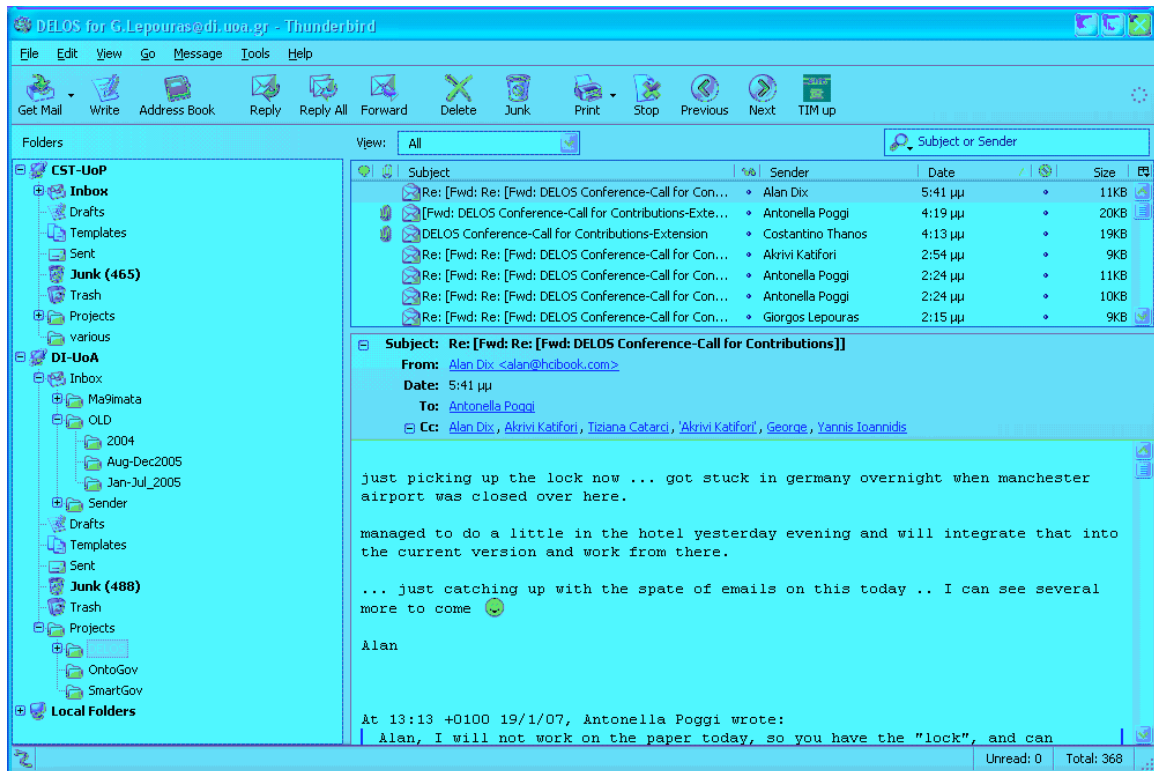 DELOS for G.Lepouras@di.uoa.gr - Thunderbird
File Edit View Go Message Tools Help
Get Mail Write Address Book Reply Reply All Forward Delete Junk Print Stop Previous Next TIM up
Folders
View: All Subject or Sender
CST-UoP
Inbox
Drafts
Templates
Sent
Junk (465)
Trash
Projects
various
DI-UoA
Inbox
Ma9imata
OLD
2004
Aug-Dec2005
Jan-Jul_2005
Sender
Drafts
Templates
Sent
Junk (488)
Trash
Projects
DELOS
OntoGov
SmartGov
Local Folders
Subject Sender Date Size
Re: [Fwd: Re: [Fwd: DELOS Conference-Call for Con... Alan Dix 5:41 μμ 11KB
[Fwd: DELOS Conference-Call for Contributions-Exte... Antonella Poggi 4:19 μμ 20KB
DELOS Conference-Call for Contributions-Extension Costantino Thanos 4:13 μμ 19KB
Re: [Fwd: Re: [Fwd: DELOS Conference-Call for Con... Akrivi Katifori 2:54 μμ 9KB
Re: [Fwd: Re: [Fwd: DELOS Conference-Call for Con... Antonella Poggi 2:24 μμ 11KB
Re: [Fwd: Re: [Fwd: DELOS Conference-Call for Con... Antonella Poggi 2:24 μμ 10KB
Re: [Fwd: Re: [Fwd: DELOS Conference-Call for Con... Giorgos Lepouras 2:15 μμ 9KB
Subject: Re: [Fwd: Re: [Fwd: DELOS Conference-Call for Contributions]]
From: Alan Dix <alan@hcibook.com>
Date: 5:41 μμ
To: Antonella Poggi
Cc: Alan Dix , Akrivi Katifori , Tiziana Catarci , 'Akrivi Katifori' , George , Yannis Ioannidis
just picking up the lock now ... got stuck in germany overnight when manchester
airport was closed over here.
managed to do a little in the hotel yesterday evening and will integrate that into
the current version and work from there.
... just catching up with the spate of emails on this today .. I can see several
more to come
Alan
At 13:13 +0100 19/1/07, Antonella Poggi wrote:
Alan, I will not work on the paper today, so you have the "lock", and can
Unread: 0 Total: 368